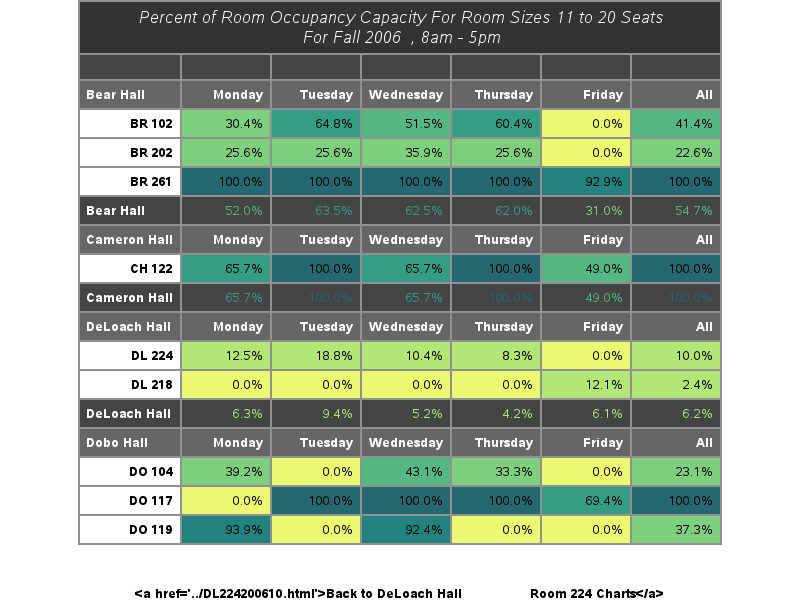 Percent of Room Occupancy Capacity For Room Sizes 11 to 20 Seats
For Fall 2006 , 8am - 5pm
Bear Hall Monday Tuesday Wednesday Thursday Friday All
BR 102 30.4% 64.8% 51.5% 60.4% 0.0% 41.4%
BR 202 25.6% 25.6% 35.9% 25.6% 0.0% 22.6%
BR 261 100.0% 100.0% 100.0% 100.0% 92.9% 100.0%
Bear Hall 52.0% 63.5% 62.5% 62.0% 31.0% 54.7%
Cameron Hall Monday Tuesday Wednesday Thursday Friday All
CH 122 65.7% 100.0% 65.7% 100.0% 49.0% 100.0%
Cameron Hall 65.7% 100.0% 65.7% 100.0% 49.0% 100.0%
DeLoach Hall Monday Tuesday Wednesday Thursday Friday All
DL 224 12.5% 18.8% 10.4% 8.3% 0.0% 10.0%
DL 218 0.0% 0.0% 0.0% 0.0% 12.1% 2.4%
DeLoach Hall 6.3% 9.4% 5.2% 4.2% 6.1% 6.2%
Dobo Hall Monday Tuesday Wednesday Thursday Friday All
DO 104 39.2% 0.0% 43.1% 33.3% 0.0% 23.1%
DO 117 0.0% 100.0% 100.0% 100.0% 69.4% 100.0%
DO 119 93.9% 0.0% 92.4% 0.0% 0.0% 37.3%
<a href='../DL224200610.html'>Back to DeLoach Hall Room 224 Charts</a>